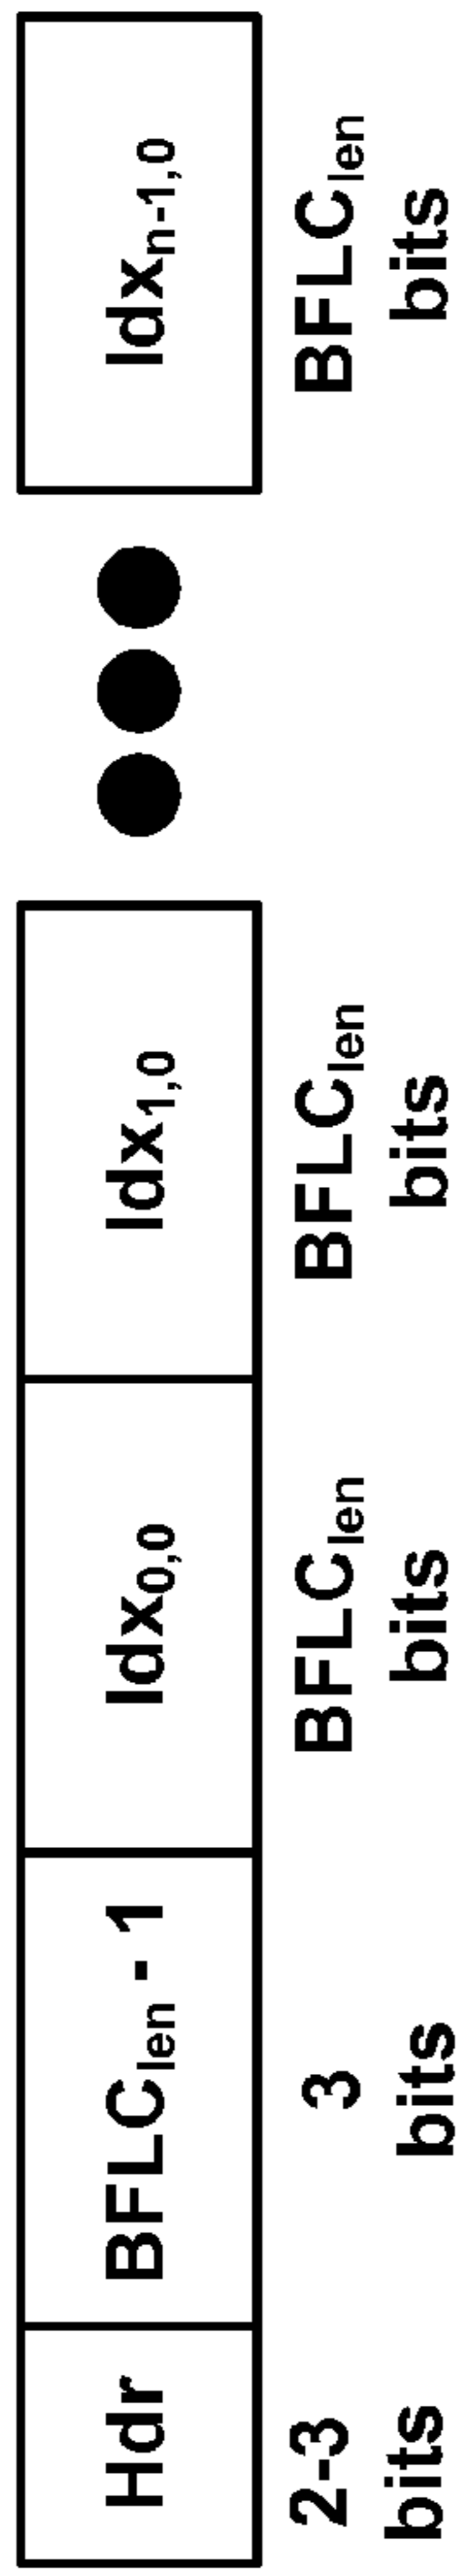 Hdr
BFLClen - 1
Idx0,0
Idx1,0
Idxn-1,0
2-3
bits
3
bits
BFLClen
bits
BFLClen
bits
BFLClen
bits